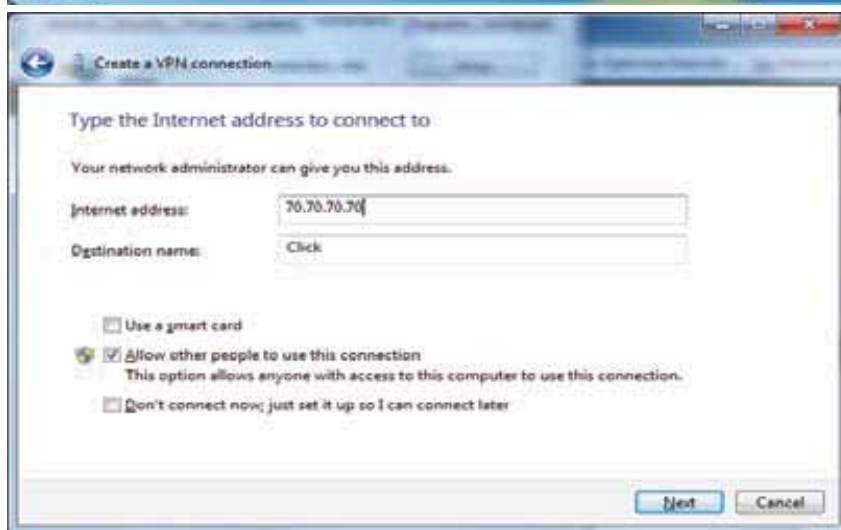 Create a VPN connection
Type the Internet address to connect to
Your network administrator can give you this address.
Internet address: 70.70.70.70
Destination name: Click
Use a smart card
Allow other people to use this connection
This option allows anyone with access to this computer to use this connection.
Don't connect now; just set it up so I can connect later
Next Cancel